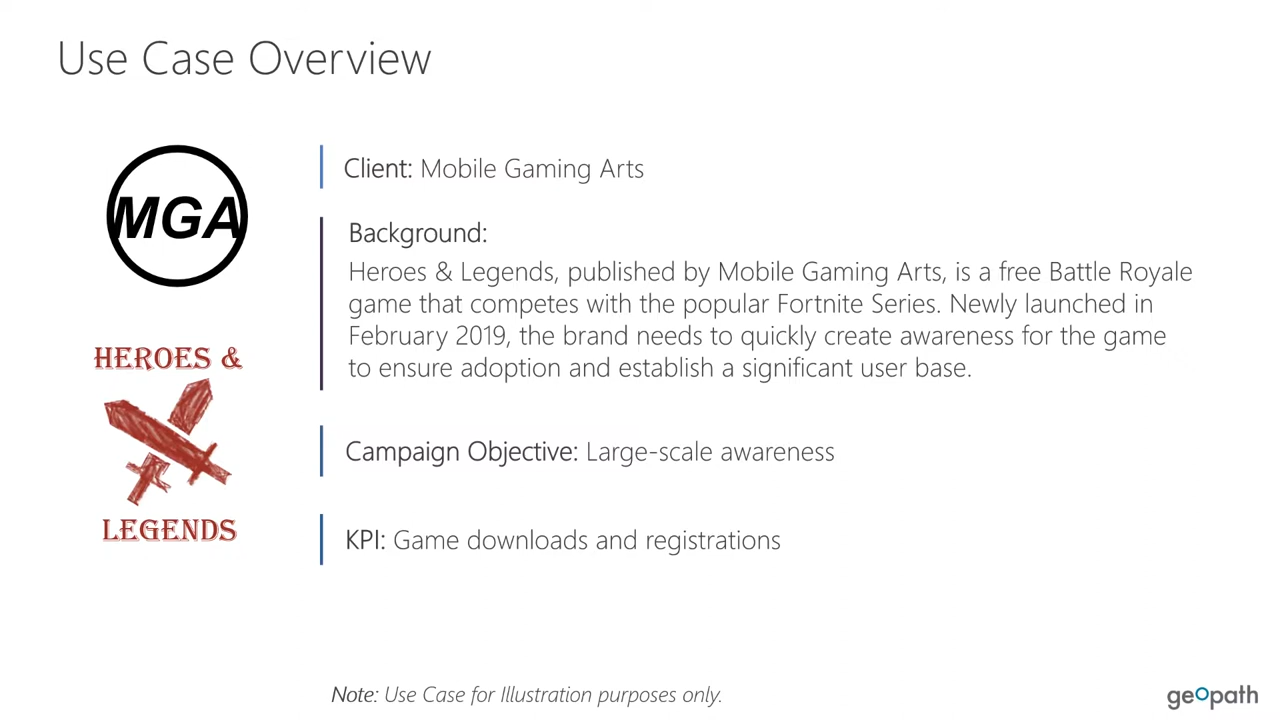 Use Case Overview
MGA
Client: Mobile Gaming Arts
Background:
Heroes & Legends, published by Mobile Gaming Arts, is a free Battle Royale
game that competes with the popular Fortnite Series. Newly launched in
February 2019, the brand needs to quickly create awareness for the game
to ensure adoption and establish a significant user base.
HEROES &
LEGENDS
Campaign Objective: Large-scale awareness
KPI: Game downloads and registrations
Note: Use Case for Illustration purposes only.
geopath